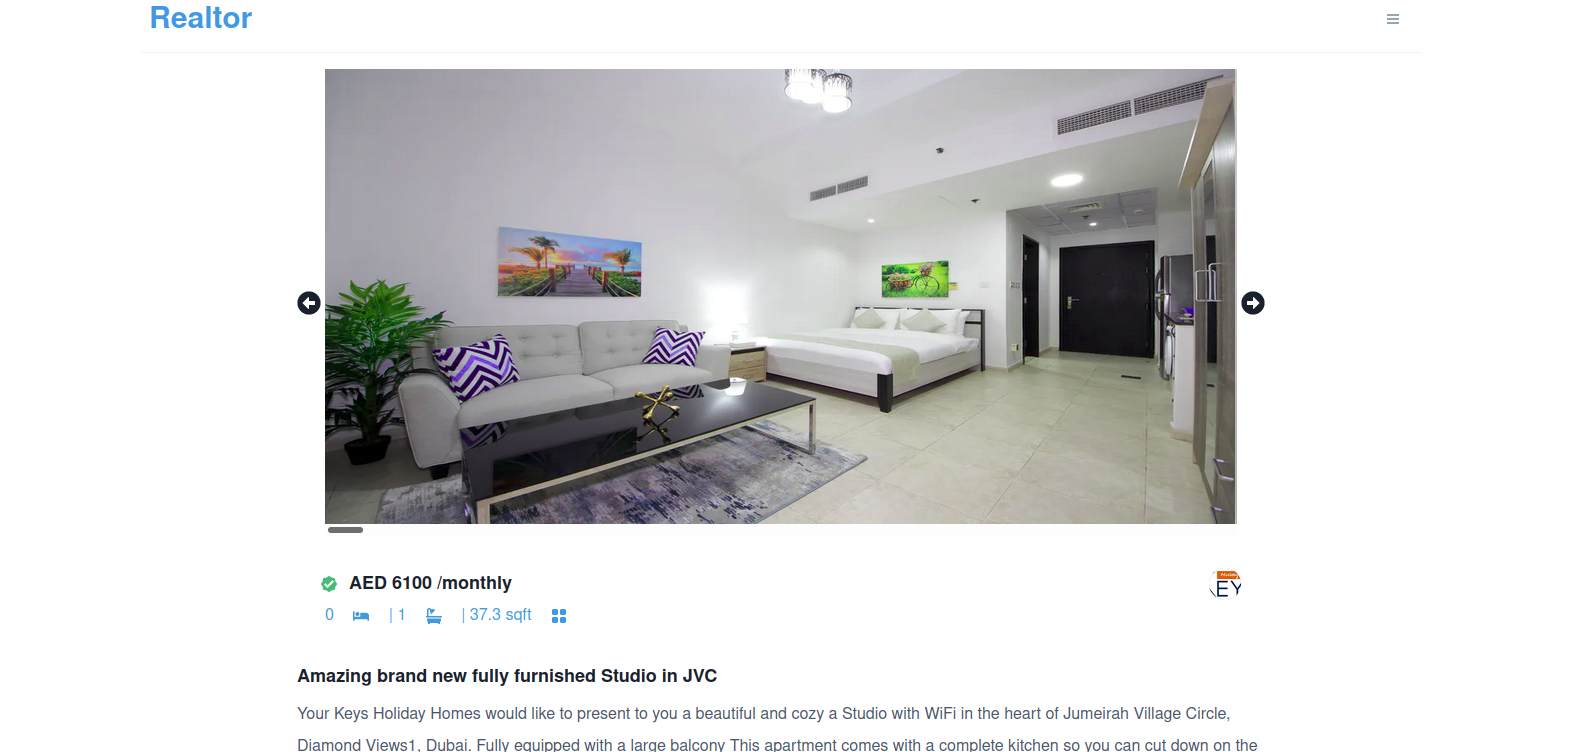 Realtor
AED 6100 /monthly
EY
0 | 1 | 37.3 sqft
Amazing brand new fully furnished Studio in JVC
Your Keys Holiday Homes would like to present to you a beautiful and cozy a Studio with WiFi in the heart of Jumeirah Village Circle,
Diamond Views1, Dubai. Fully equipped with a large balcony This apartment comes with a complete kitchen so you can cut down on the